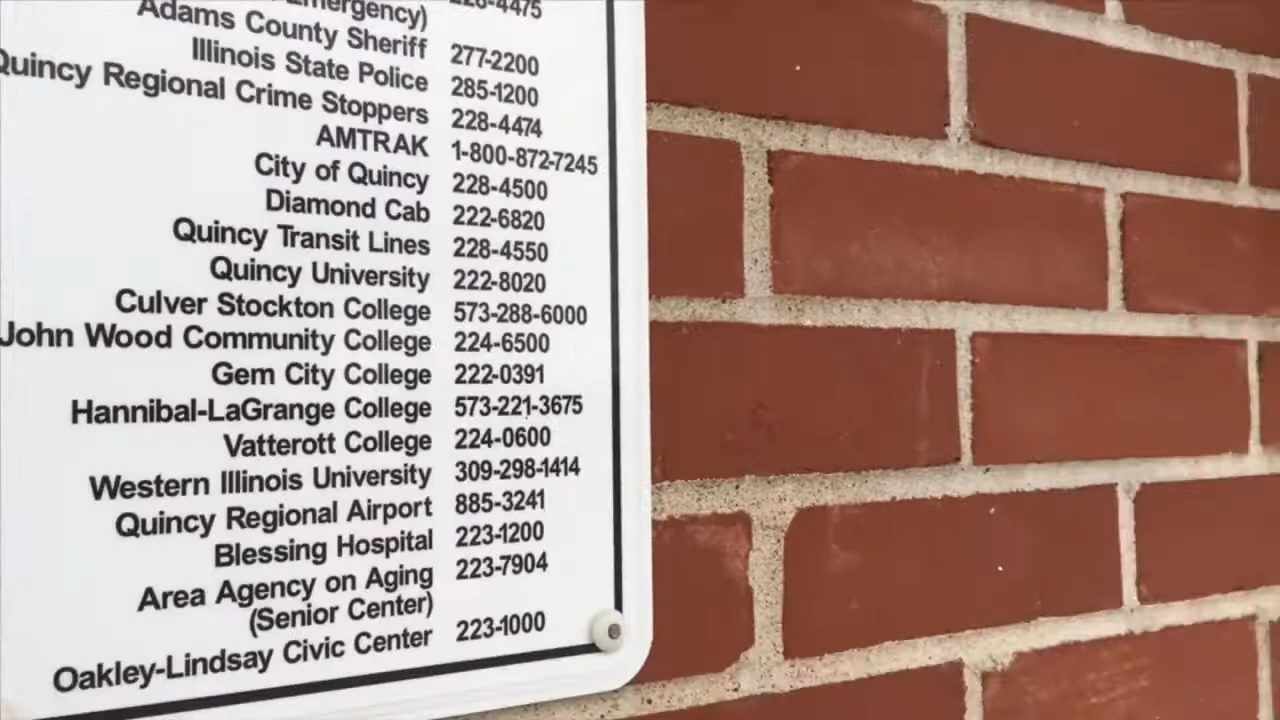 Emergency) 228-4475
Adams County Sheriff 277-2200
Illinois State Police 285-1200
Quincy Regional Crime Stoppers 228-4474
AMTRAK 1-800-872-7245
City of Quincy 228-4500
Diamond Cab 222-6820
Quincy Transit Lines 228-4550
Quincy University 222-8020
Culver Stockton College 573-288-6000
John Wood Community College 224-6500
Gem City College 222-0391
Hannibal-LaGrange College 573-221-3675
Vatterott College 224-0600
Western Illinois University 309-298-1414
Quincy Regional Airport 885-3241
Blessing Hospital 223-1200
Area Agency on Aging 223-7904
(Senior Center)
Oakley-Lindsay Civic Center 223-1000